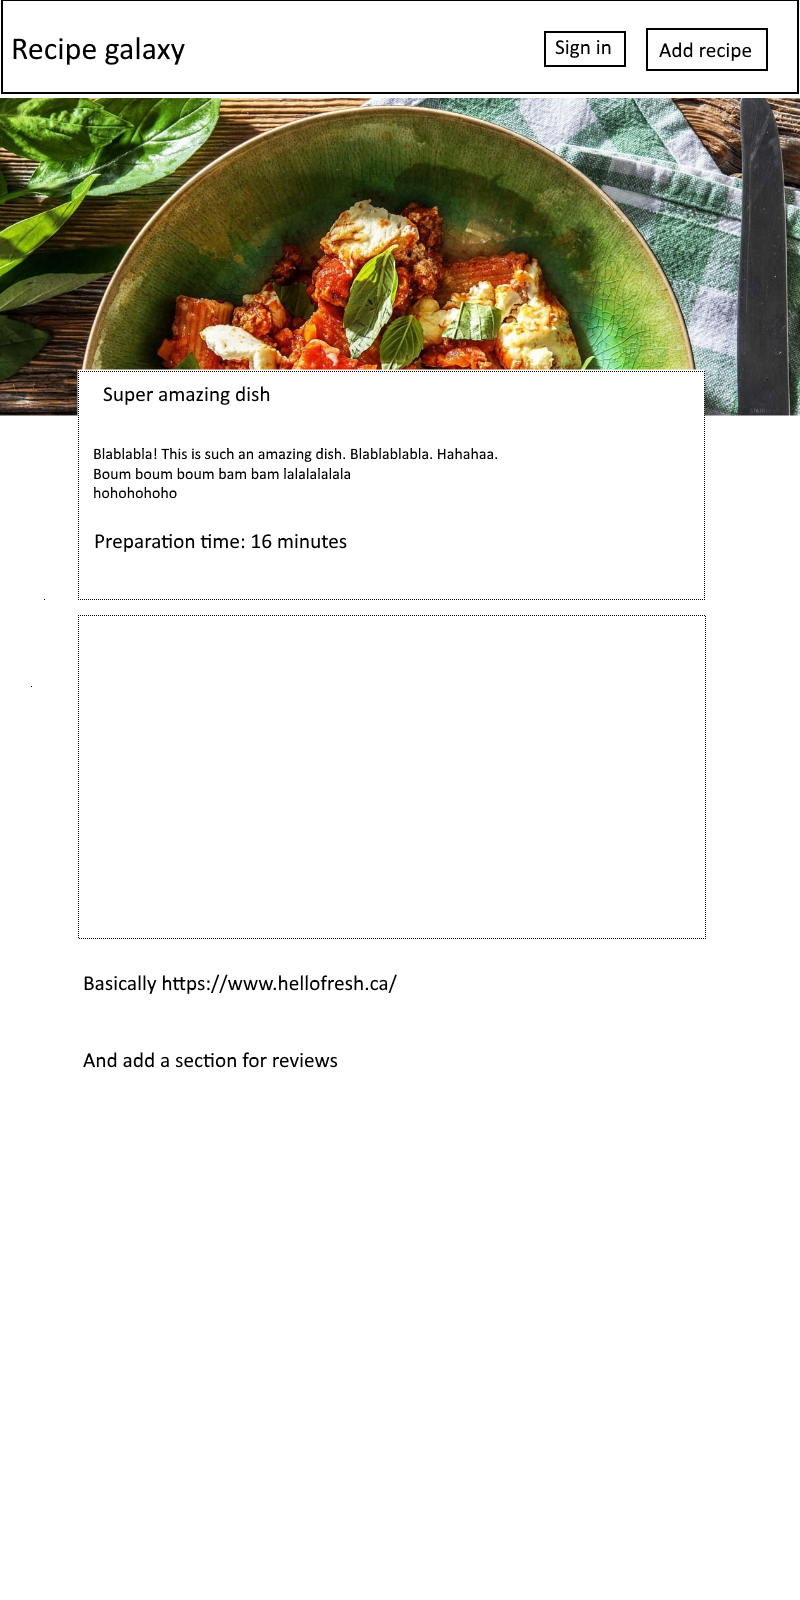 Recipe galaxy
Sign in
Add recipe
Super amazing dish
Blablabla! This is such an amazing dish. Blablablabla. Hahahaa.
Boum boum boum bam bam lalalalalala
hohohohoho
Preparation time: 16 minutes
Basically https://www.hellofresh.ca/
And add a section for reviews